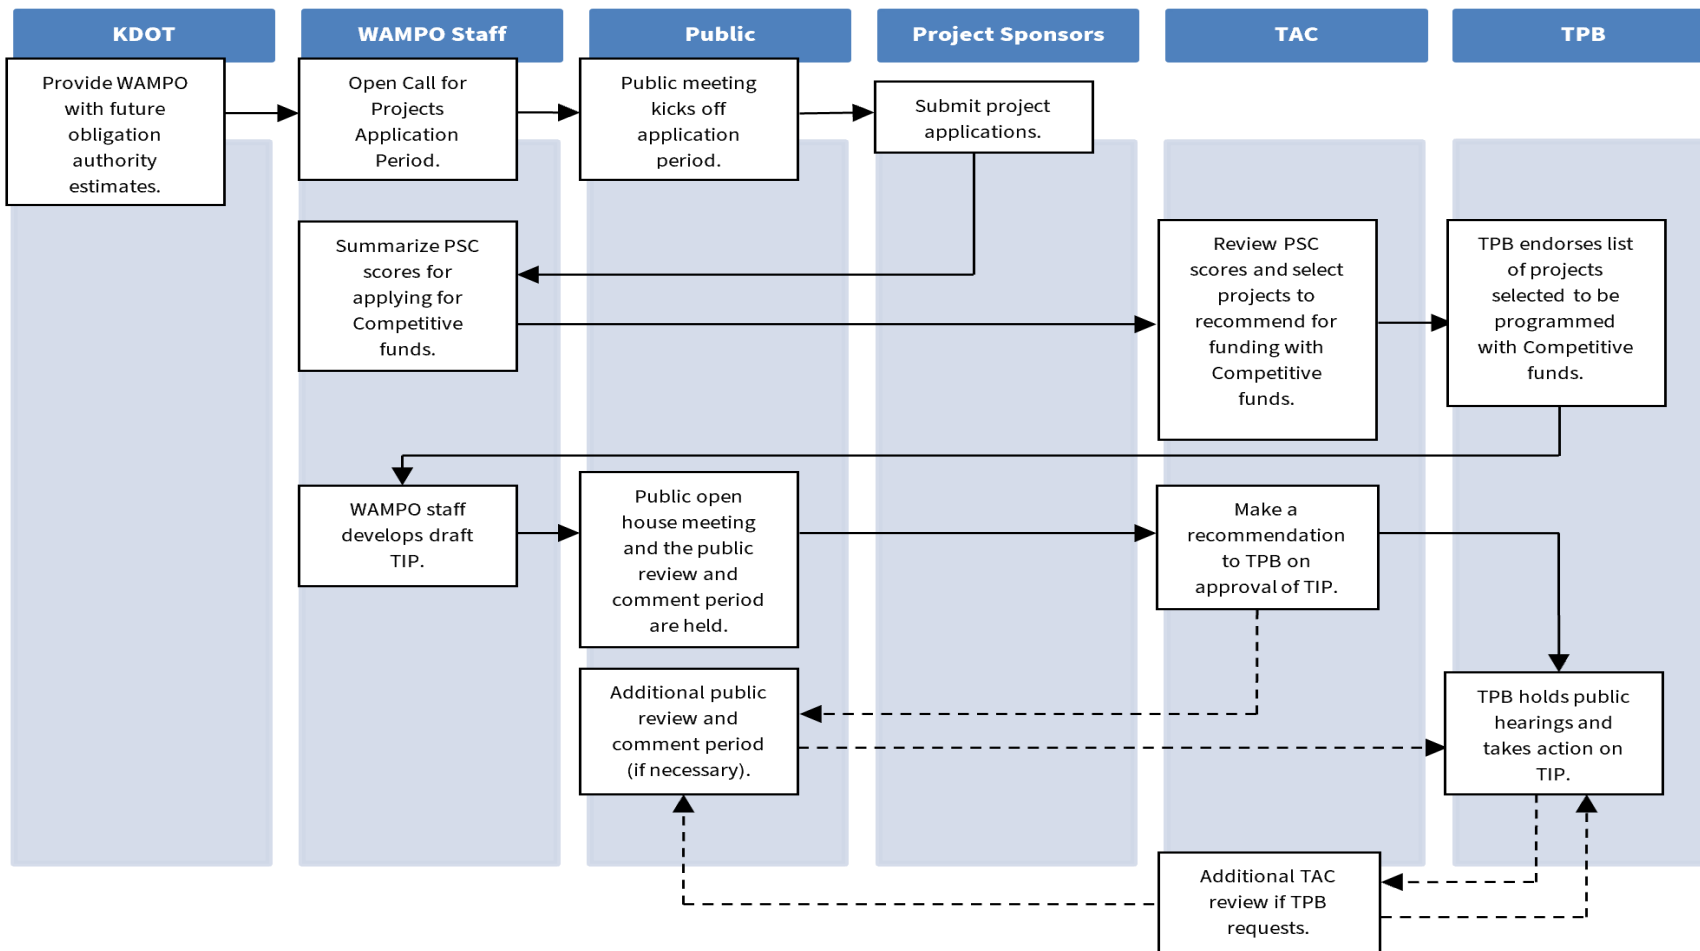 KDOT
WAMPO Staff
Public
Project Sponsors
TAC
TPB
Provide WAMPO
with future
obligation
authority
estimates.
Open Call for
Projects
Application
Period.
Public meeting
kicks off
application
period.
Submit project
applications.
Summarize PSC
scores for
applying for
Competitive
funds.
Review PSC
scores and select
projects to
recommend for
funding with
Competitive
funds.
TPB endorses list
of projects
selected to be
programmed
with Competitive
funds.
WAMPO staff
develops draft
TIP.
Public open
house meeting
and the public
review and
comment period
are held.
Make a
recommendation
to TPB on
approval of TIP.
Additional public
review and
comment period
(if necessary).
TPB holds public
hearings and
takes action on
TIP.
Additional TAC
review if TPB
requests.